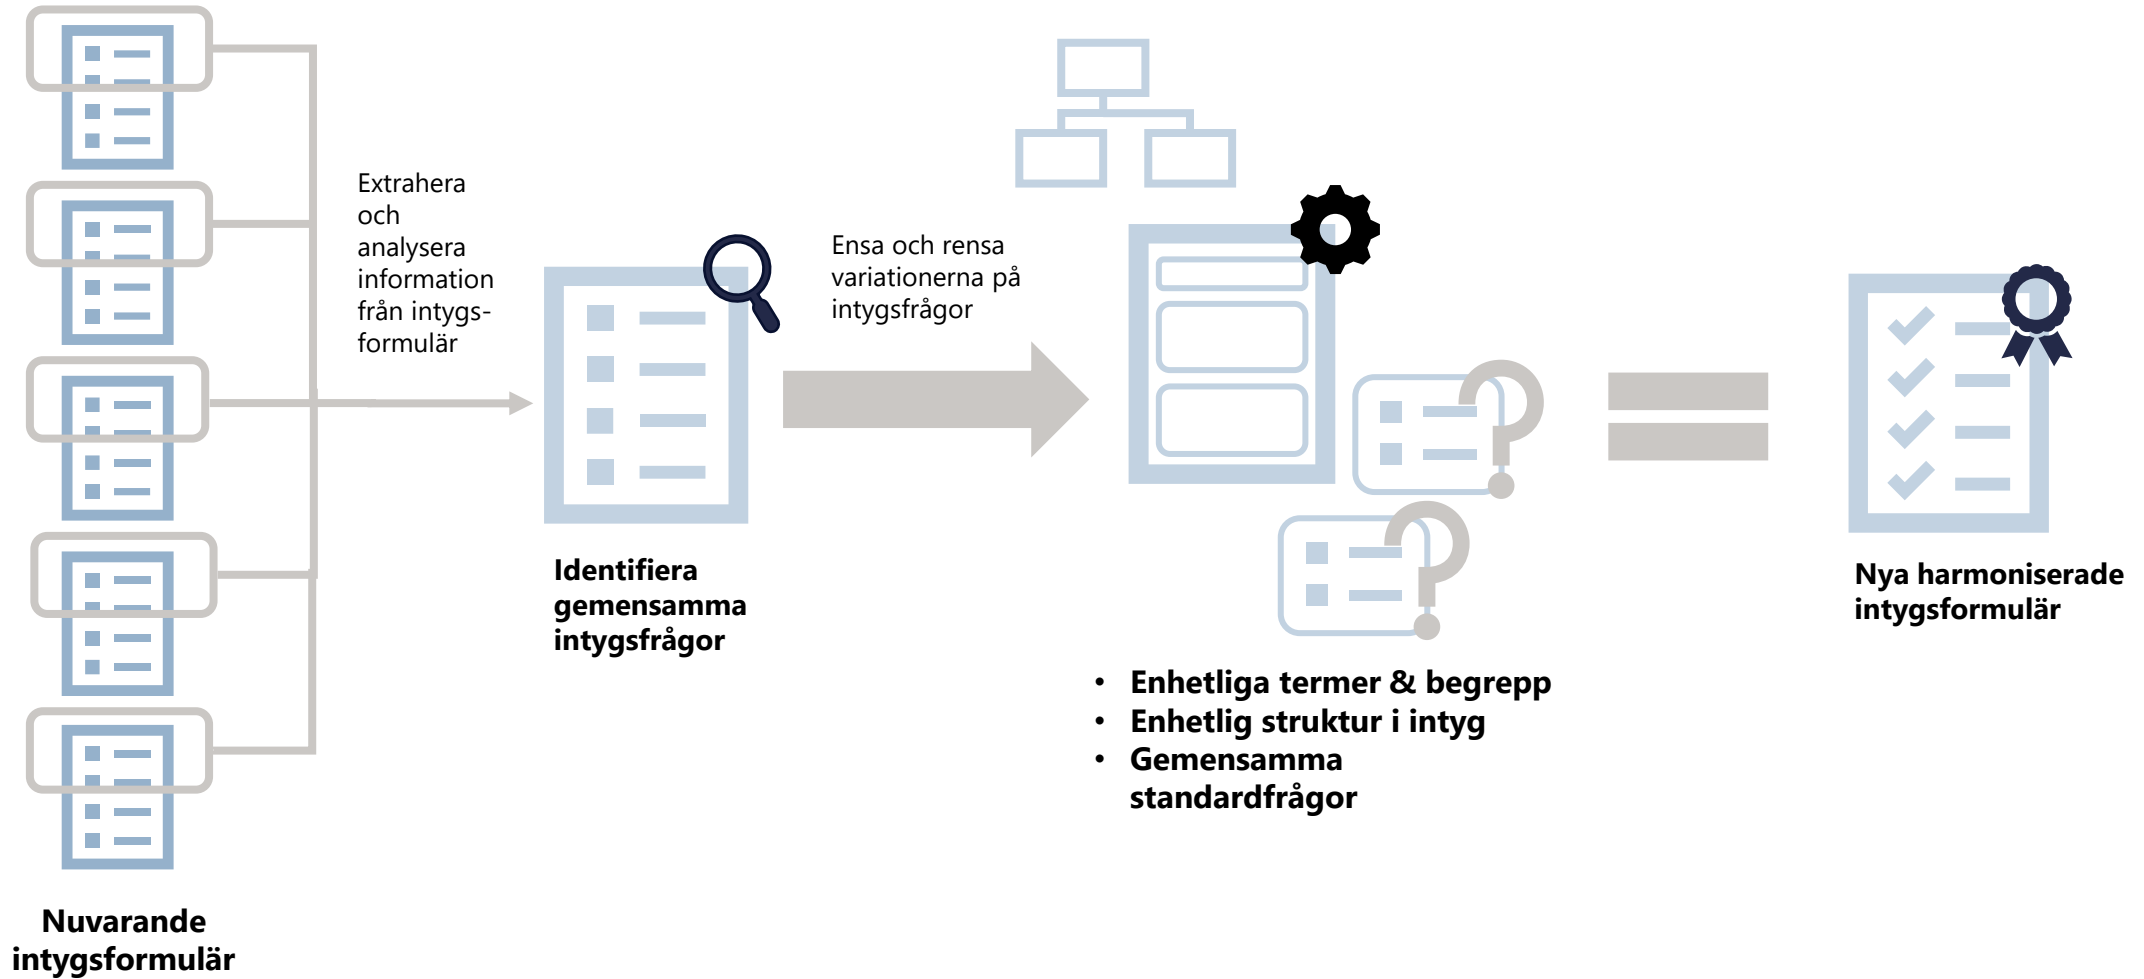 Extrahera
och
analysera
information
från intygs-
formulär
Ensa och rensa
variationerna på
intygsfrågor
Identifiera
gemensamma
intygsfrågor
Nya harmoniserade
intygsformulär
• Enhetliga termer & begrepp
• Enhetlig struktur i intyg
• Gemensamma
standardfrågor
Nuvarande
intygsformulär